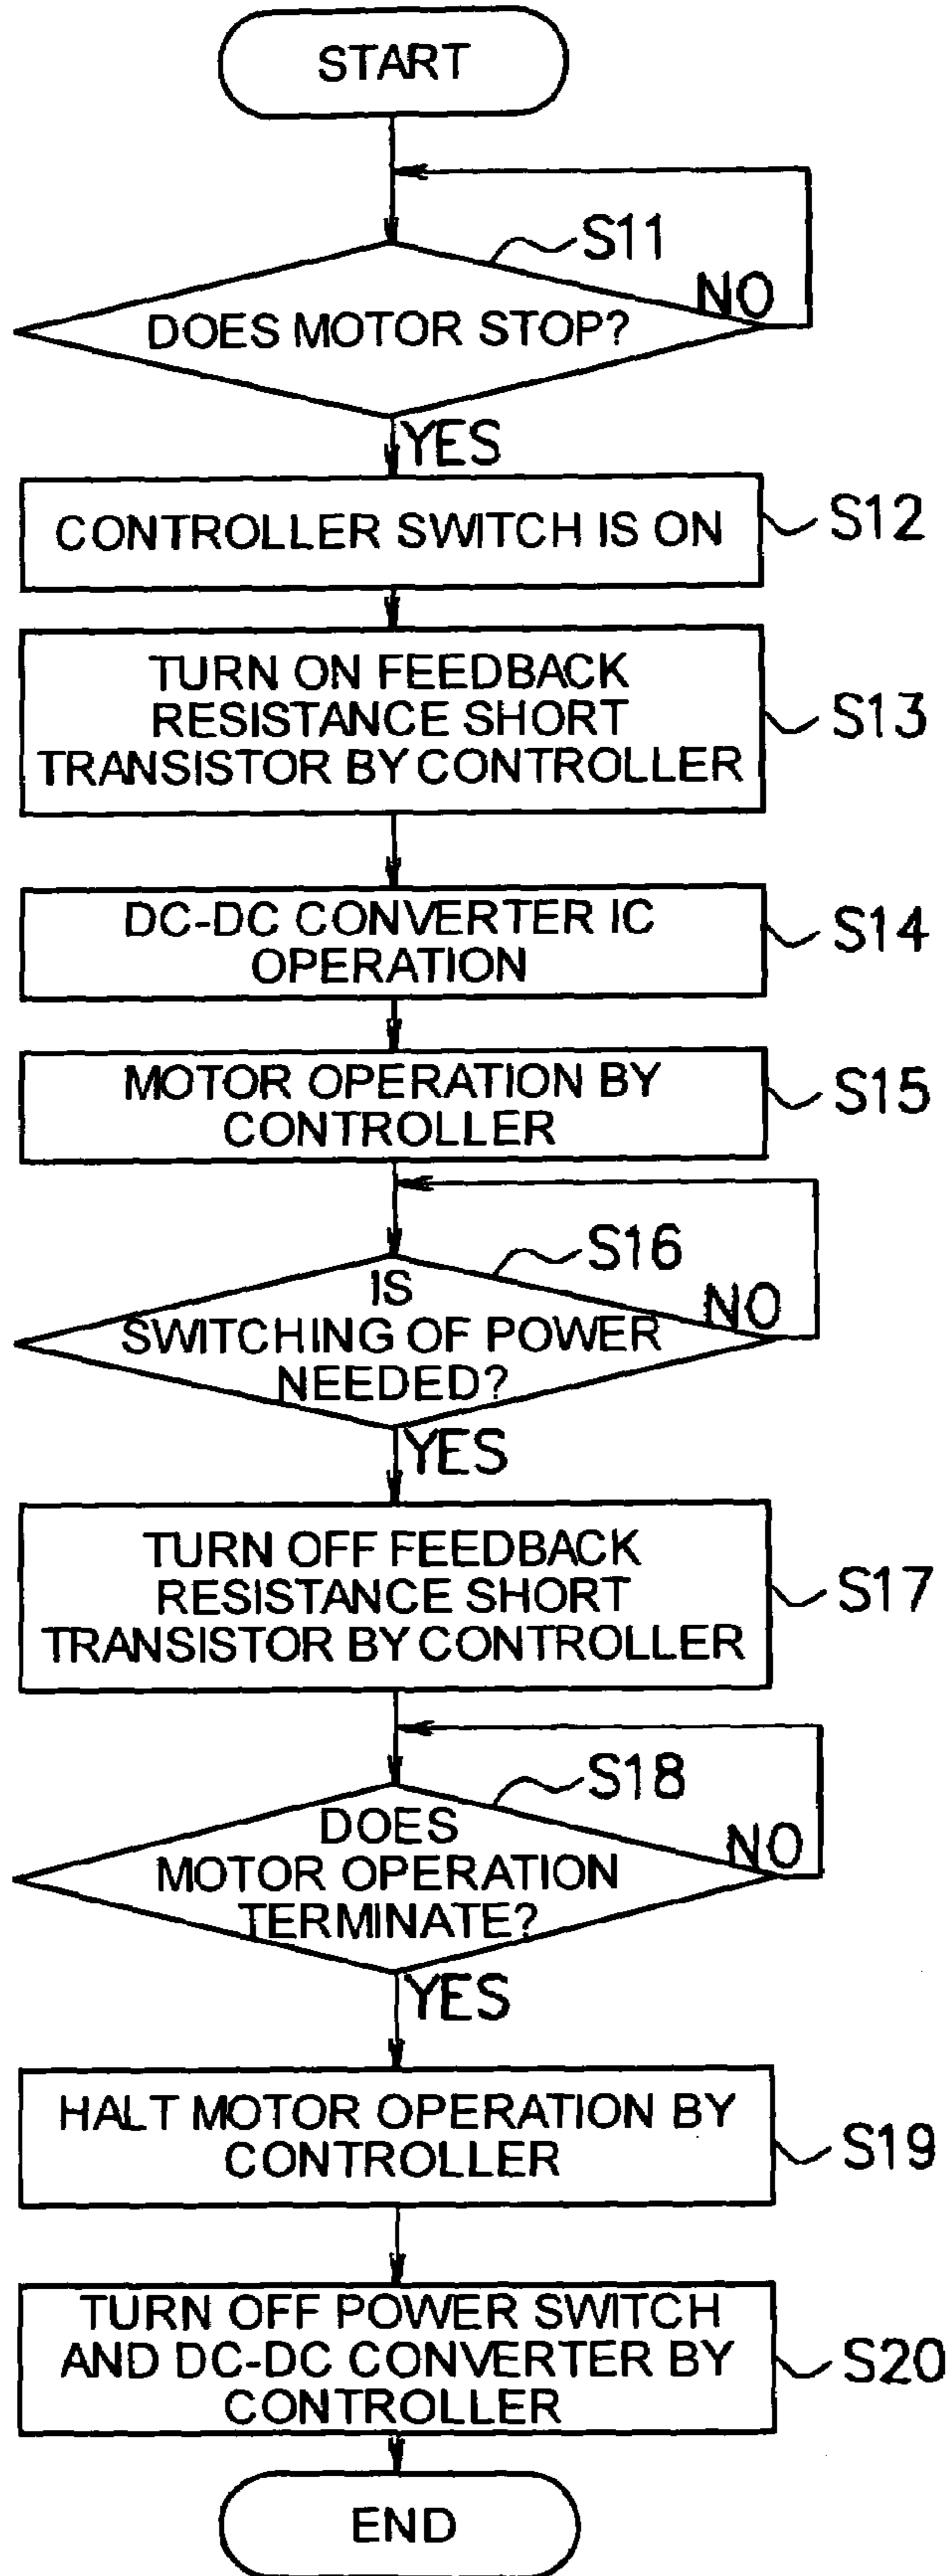 START
S11
NO
DOES MOTOR STOP?
YES
CONTROLLER SWITCH IS ON
S12
TURN ON FEEDBACK
RESISTANCE SHORT
TRANSISTOR BY CONTROLLER
S13
DC-DC CONVERTER IC
OPERATION
S14
MOTOR OPERATION BY
CONTROLLER
S15
S16
NO
IS
SWITCHING OF POWER
NEEDED?
YES
TURN OFF FEEDBACK
RESISTANCE SHORT
TRANSISTOR BY CONTROLLER
S17
S18
NO
DOES
MOTOR OPERATION
TERMINATE?
YES
HALT MOTOR OPERATION BY
CONTROLLER
S19
TURN OFF POWER SWITCH
AND DC-DC CONVERTER BY
CONTROLLER
S20
END